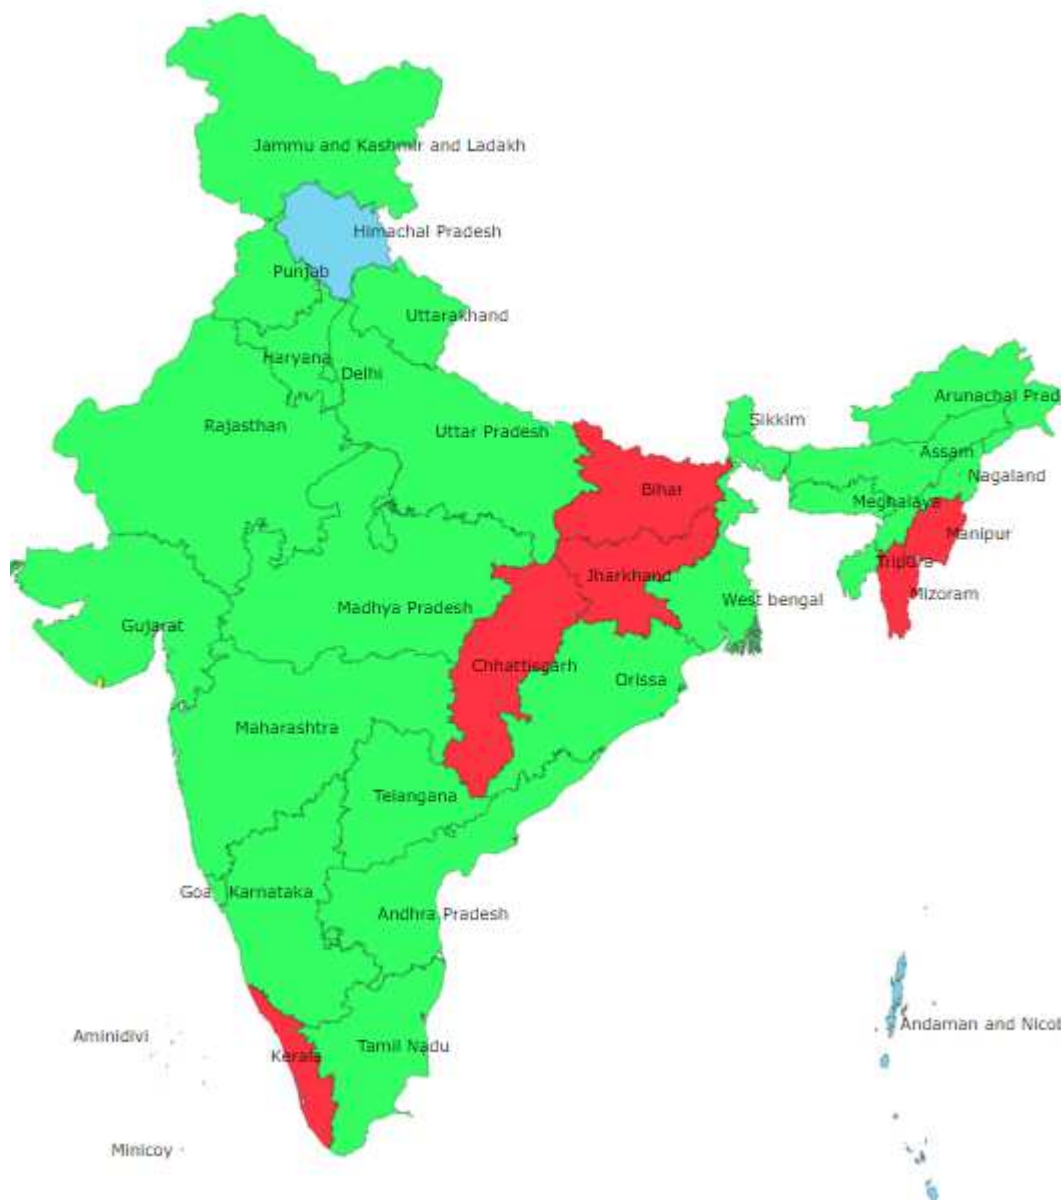 Jammu and Kashmir and Ladakh
Himachal Pradesh
Punjab
Uttarakhand
Haryana
Delhi
Arunachal Prad
Rajasthan
Uttar Pradesh
Sikkim
Assam
Nagaland
Bihar
Meghalaya
Manipur
Tripura
Jharkhand
Mizoram
Madhya Pradesh
West bengal
Gujarat
Chhattisgarh
Orissa
Maharashtra
Telangana
Goa
Karnataka
Andhra Pradesh
Andaman and Nicob
Aminidivi
Kerala
Tamil Nadu
Minicoy